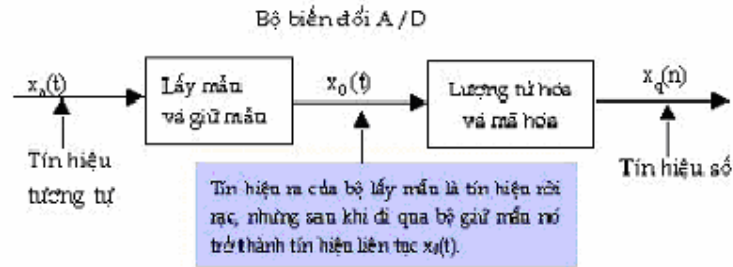 Bộ biến đổi A/D
xₐ(t)
Lấy mẫu
và giữ mẫu
x₀(t)
Lượng tử hóa
và mã hóa
x_q(n)
Tín hiệu
tương tự
Tín hiệu số
Tín hiệu ra của bộ lấy mẫu là tín hiệu rời
rạc, nhưng sau khi đi qua bộ giữ mẫu nó
trở thành tín hiệu liên tục x₀(t).